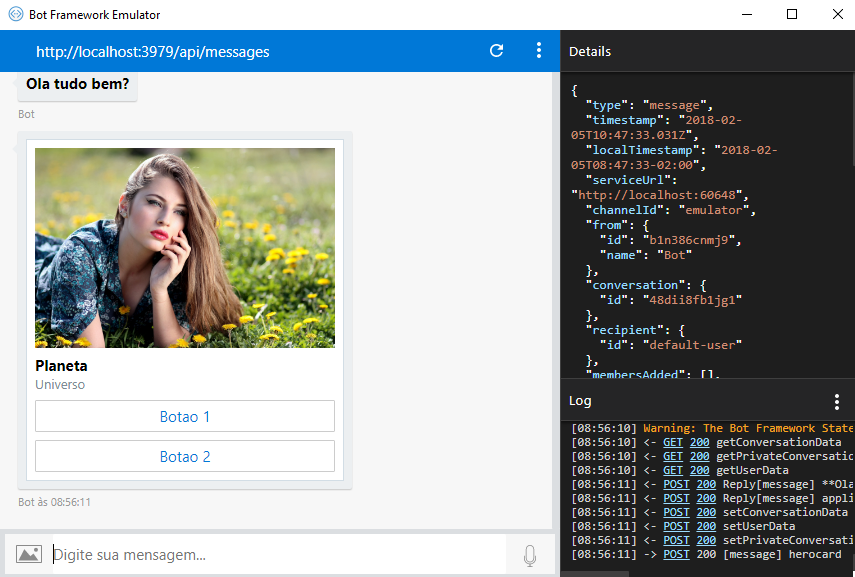 Bot Framework Emulator
http://localhost:3979/api/messages
Ola tudo bem?
Bot
Planeta
Universo
Botao 1
Botao 2
Bot às 08:56:11
Digite sua mensagem...
Details
{
"type": "message",
"timestamp": "2018-02-
05T10:47:33.031Z",
"localTimestamp": "2018-02-
05T08:47:33-02:00",
"serviceUrl":
"http://localhost:60648",
"channelId": "emulator",
"from": {
"id": "b1n386cnmj9",
"name": "Bot"
},
"conversation": {
"id": "48dii8fb1jg1"
},
"recipient": {
"id": "default-user"
},
"membersAdded": [],
Log
[08:56:10] Warning: The Bot Framework State
[08:56:10] <- GET 200 getConversationData
[08:56:10] <- GET 200 getPrivateConversatio
[08:56:10] <- GET 200 getUserData
[08:56:11] <- POST 200 Reply[message] **Ola
[08:56:11] <- POST 200 Reply[message] appli
[08:56:11] <- POST 200 setConversationData
[08:56:11] <- POST 200 setUserData
[08:56:11] <- POST 200 setPrivateConversati
[08:56:11] -> POST 200 [message] herocard